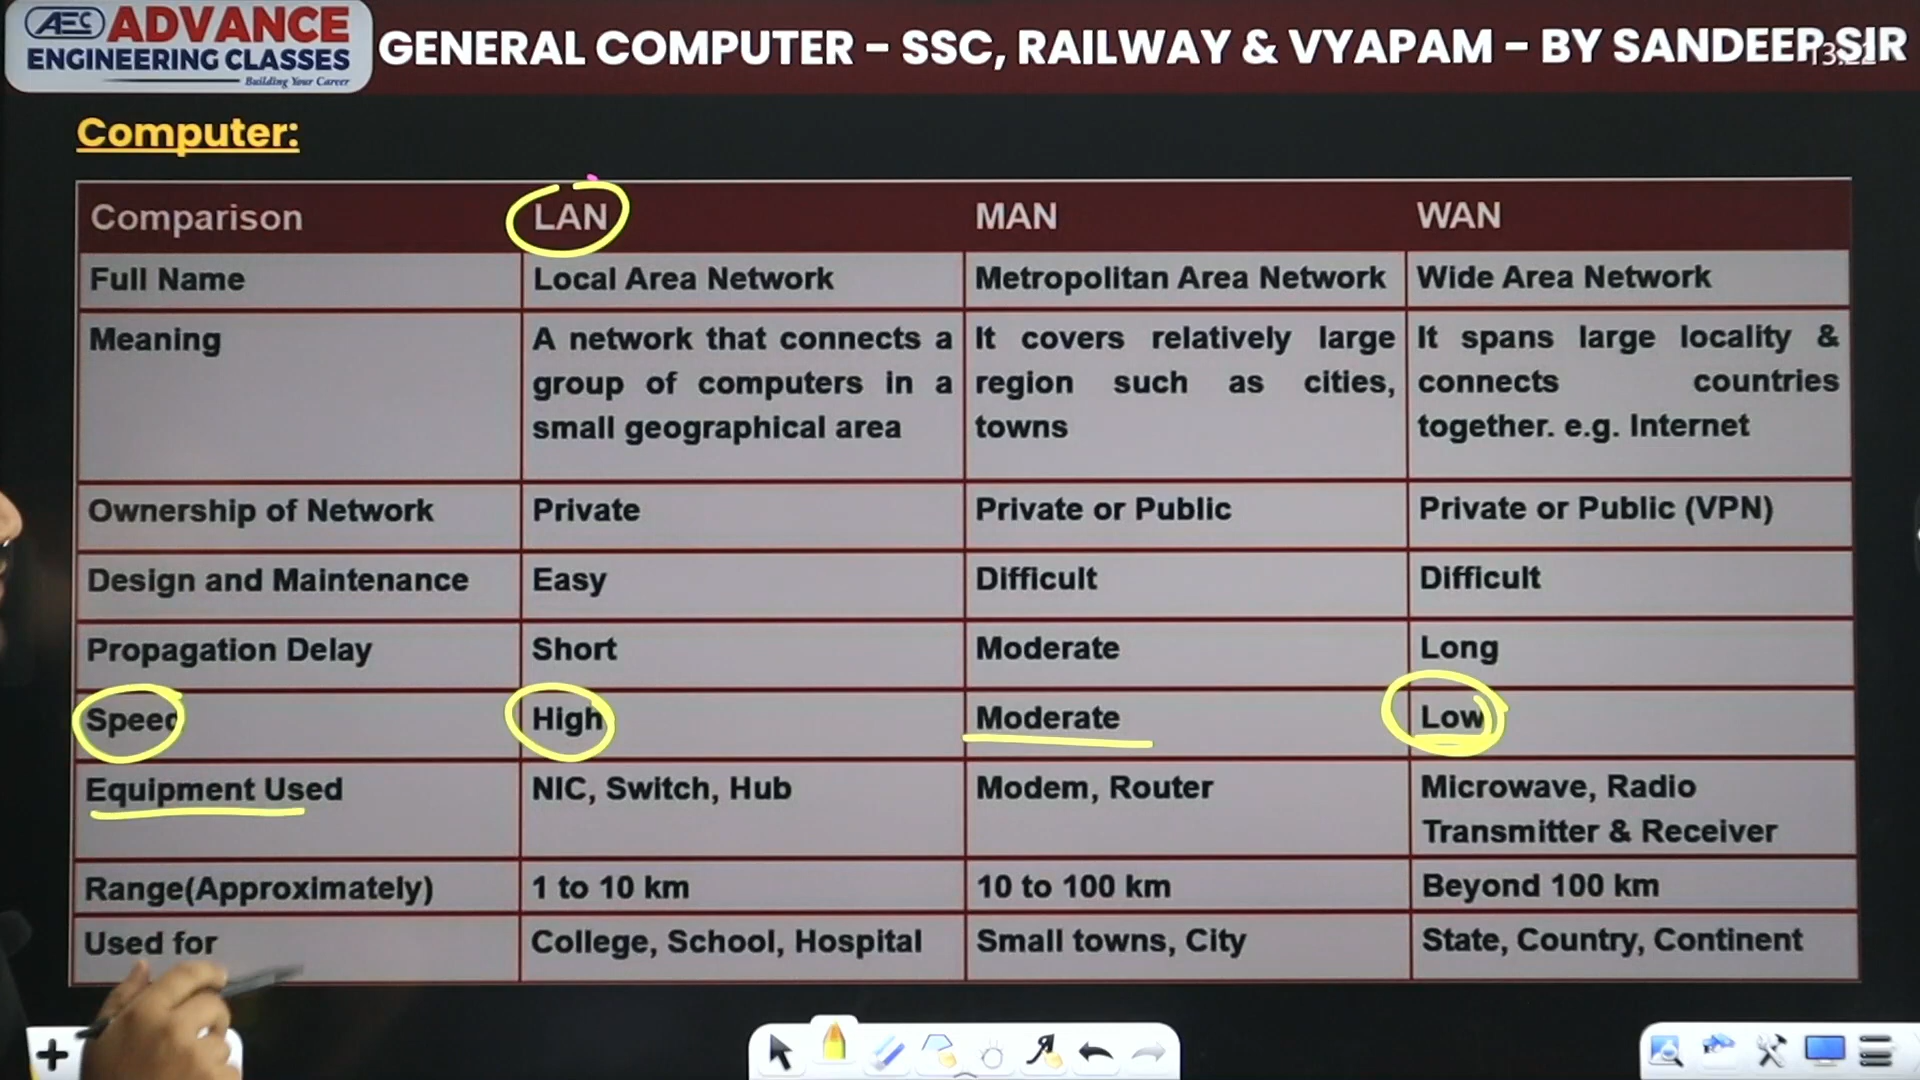 AEC ADVANCE
ENGINEERING CLASSES
Building Your Career
GENERAL COMPUTER – SSC, RAILWAY & VYAPAM – BY SANDEEP SIR
Computer:
Comparison LAN MAN WAN
Full Name Local Area Network Metropolitan Area Network Wide Area Network
Meaning A network that connects a It covers relatively large It spans large locality &
group of computers in a region such as cities, connects countries
small geographical area towns together. e.g. Internet
Ownership of Network Private Private or Public Private or Public (VPN)
Design and Maintenance Easy Difficult Difficult
Propagation Delay Short Moderate Long
Speed High Moderate Low
Equipment Used NIC, Switch, Hub Modem, Router Microwave, Radio
Transmitter & Receiver
Range(Approximately) 1 to 10 km 10 to 100 km Beyond 100 km
Used for College, School, Hospital Small towns, City State, Country, Continent